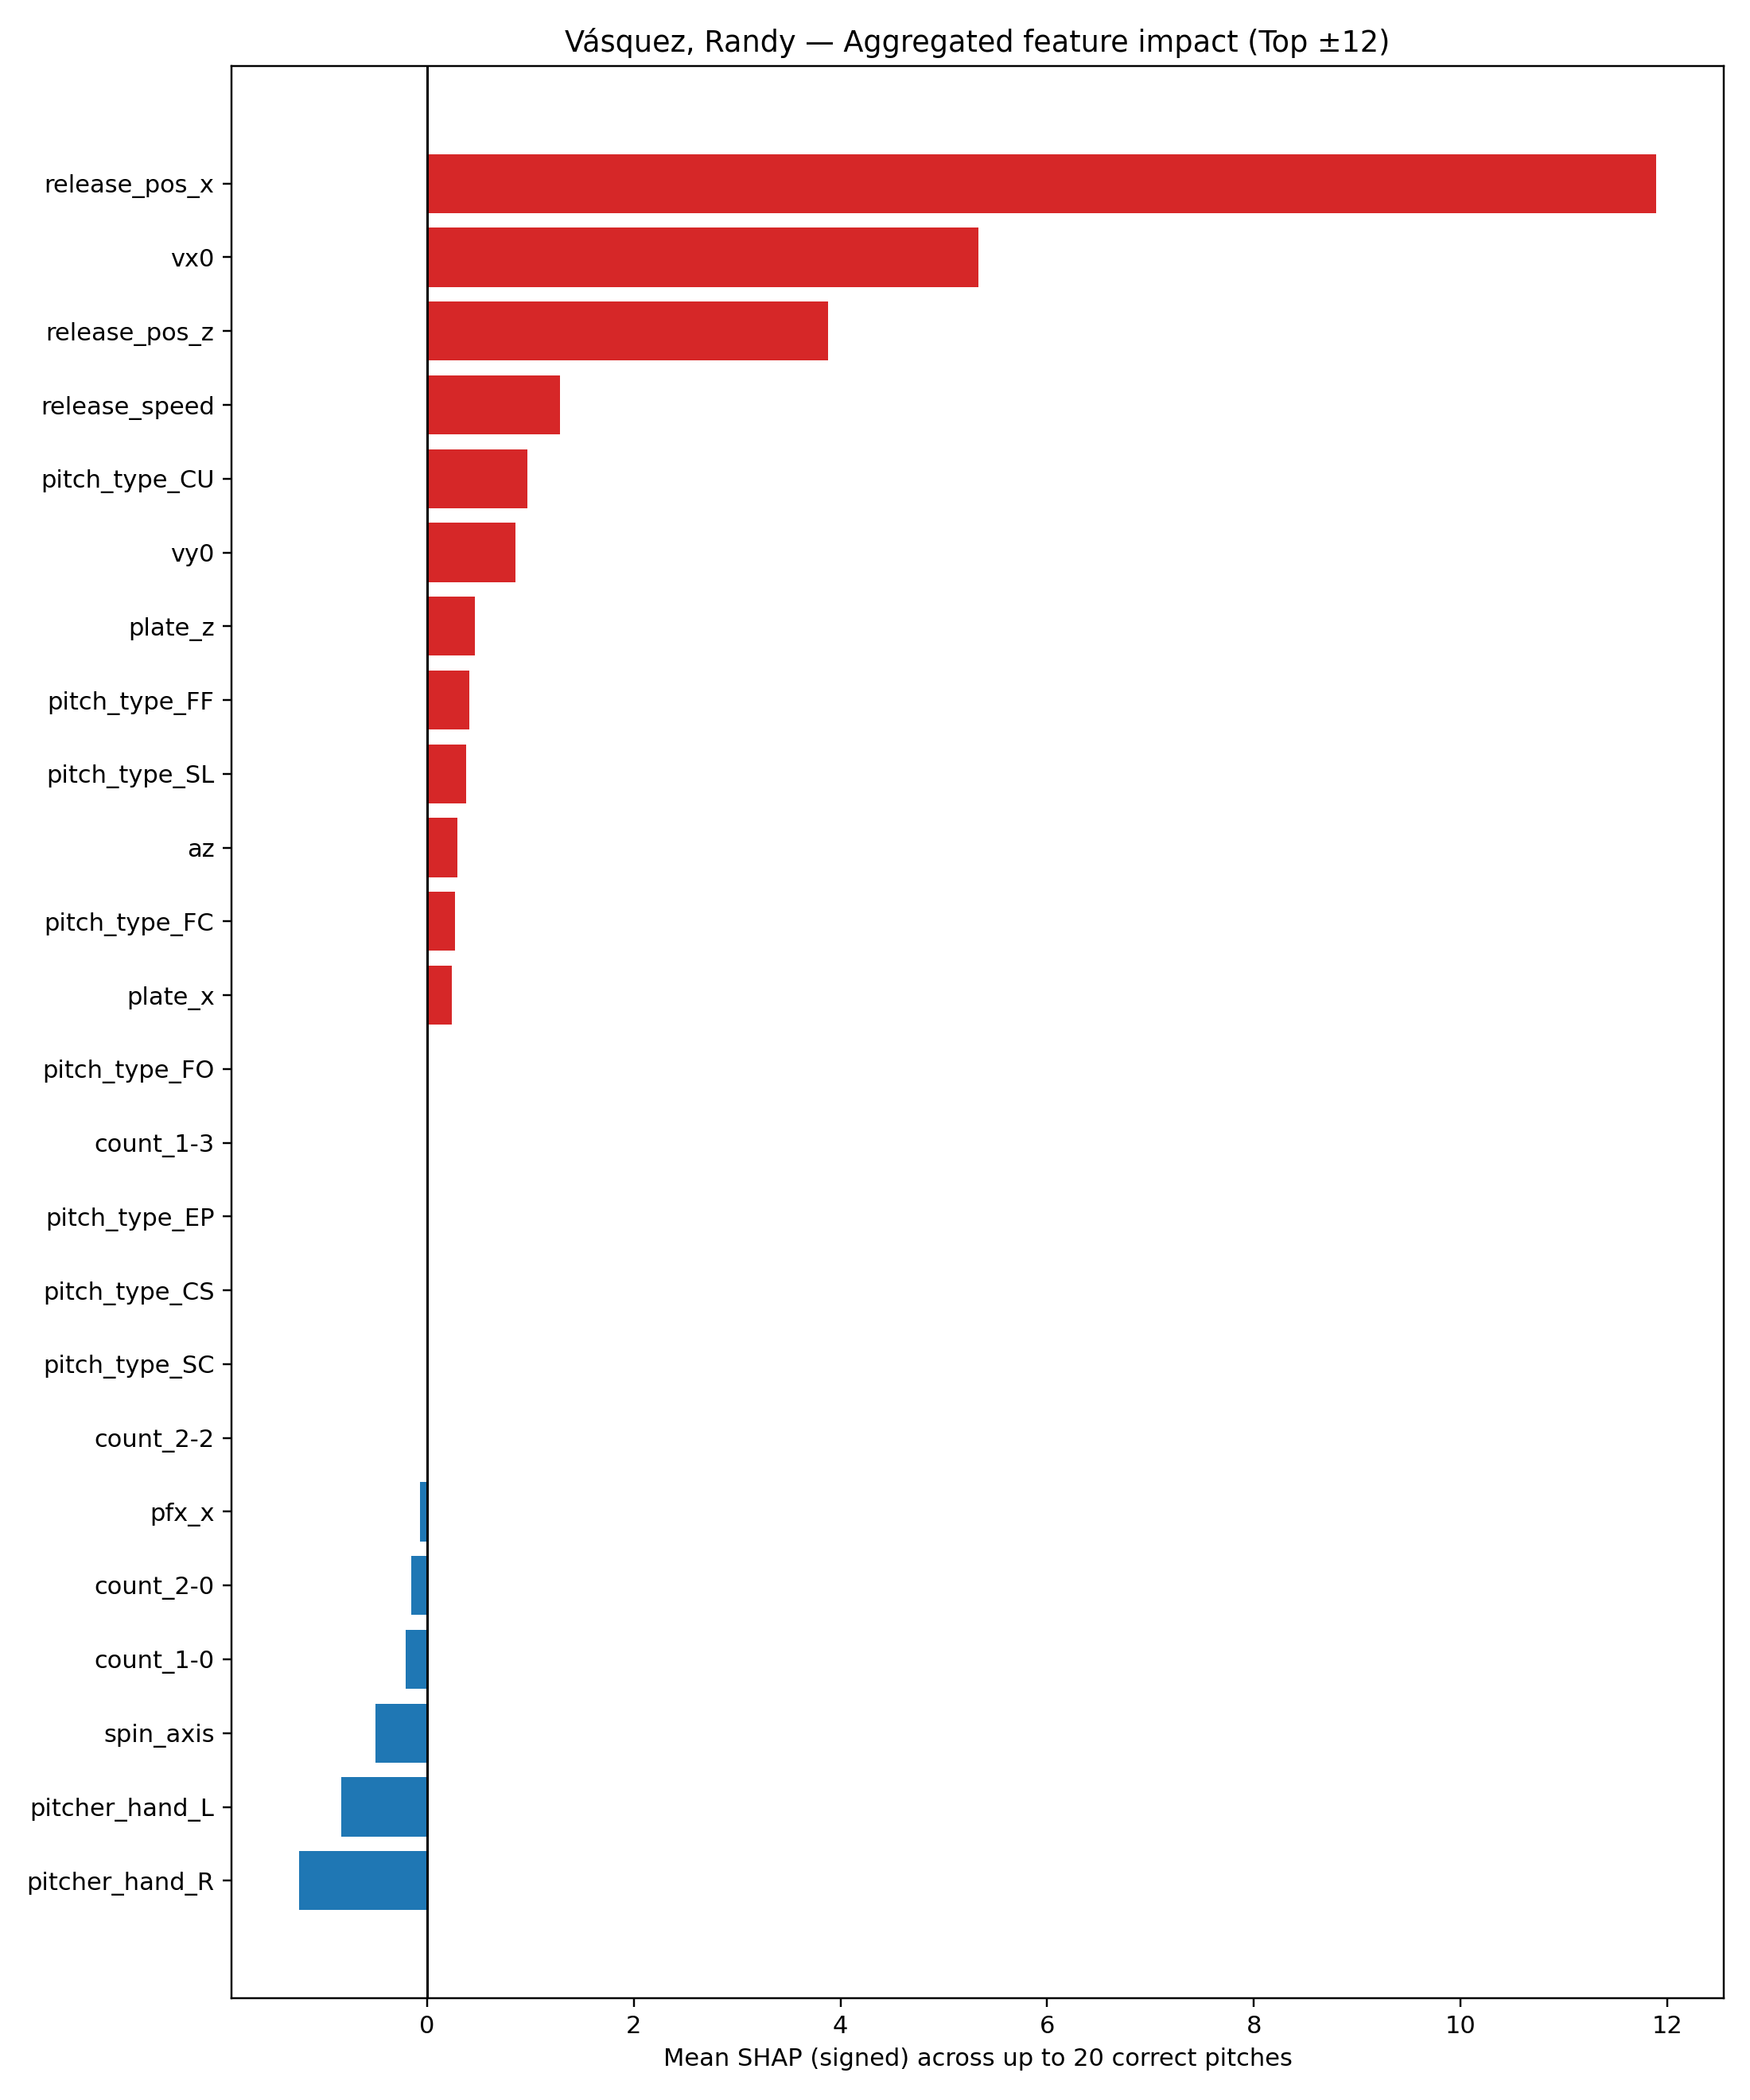 Vásquez, Randy — Aggregated feature impact (Top ±12)
release_pos_x
vx0
release_pos_z
release_speed
pitch_type_CU
vy0
plate_z
pitch_type_FF
pitch_type_SL
az
pitch_type_FC
plate_x
pitch_type_FO
count_1-3
pitch_type_EP
pitch_type_CS
pitch_type_SC
count_2-2
pfx_x
count_2-0
count_1-0
spin_axis
pitcher_hand_L
pitcher_hand_R
0 2 4 6 8 10 12
Mean SHAP (signed) across up to 20 correct pitches